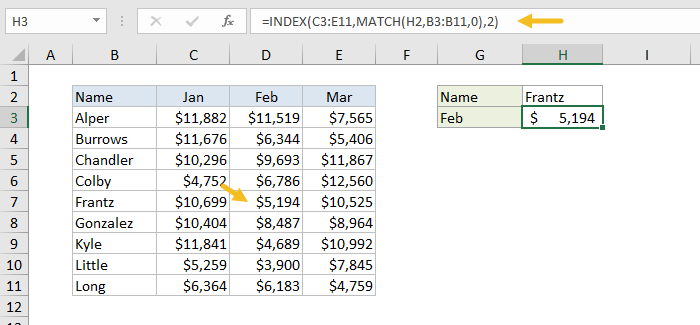 H3 fx =INDEX(C3:E11,MATCH(H2,B3:B11,0),2)
A B C D E F G H I
1
2 Name Jan Feb Mar Name Frantz
3 Alper $11,882 $11,519 $7,565 Feb $ 5,194
4 Burrows $11,676 $6,344 $5,406
5 Chandler $10,296 $9,693 $11,867
6 Colby $4,752 $6,786 $12,560
7 Frantz $10,699 $5,194 $10,525
8 Gonzalez $10,404 $8,487 $8,964
9 Kyle $11,841 $4,689 $10,992
10 Little $5,259 $3,900 $7,845
11 Long $6,364 $6,183 $4,759
12